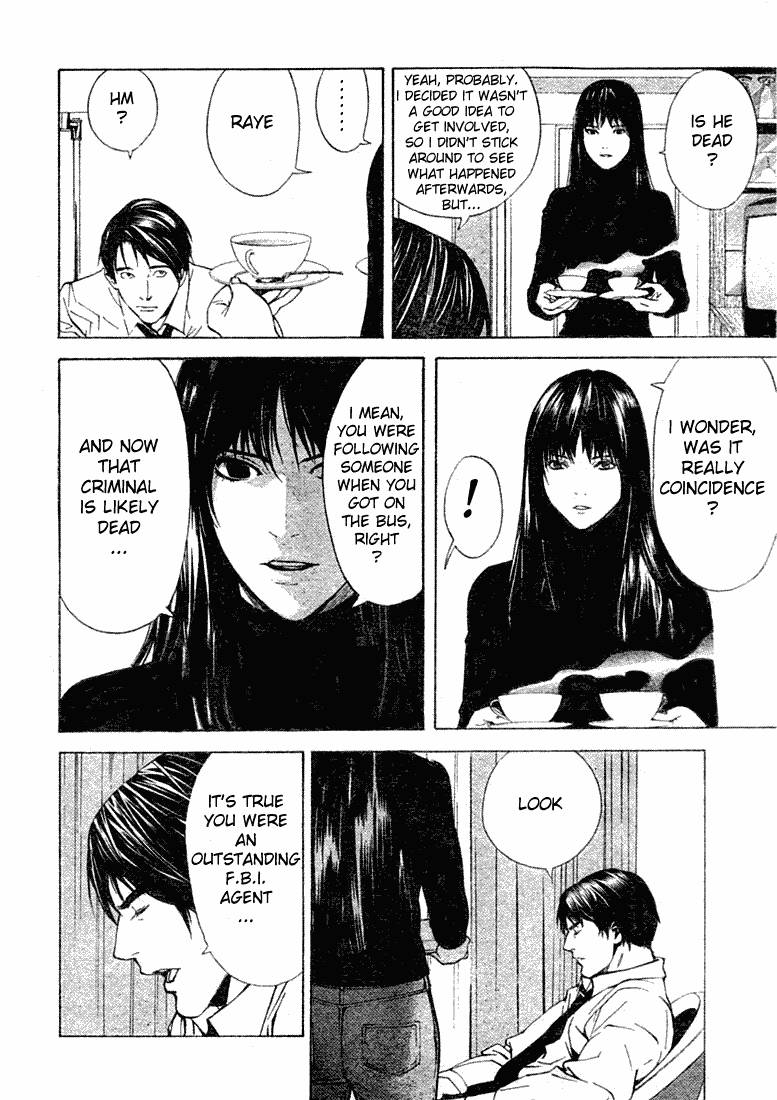 IS HE
DEAD
?
YEAH, PROBABLY.
I DECIDED IT WASN'T
A GOOD IDEA TO
GET INVOLVED,
SO I DIDN'T STICK
AROUND TO SEE
WHAT HAPPENED
AFTERWARDS,
BUT...
......
RAYE
HM
?
I WONDER,
WAS IT
REALLY
COINCIDENCE
?
!
I MEAN,
YOU WERE
FOLLOWING
SOMEONE
WHEN YOU
GOT ON
THE BUS,
RIGHT
?
AND NOW
THAT
CRIMINAL
IS LIKELY
DEAD
...
LOOK
IT'S TRUE
YOU WERE
AN
OUTSTANDING
F.B.I.
AGENT
...